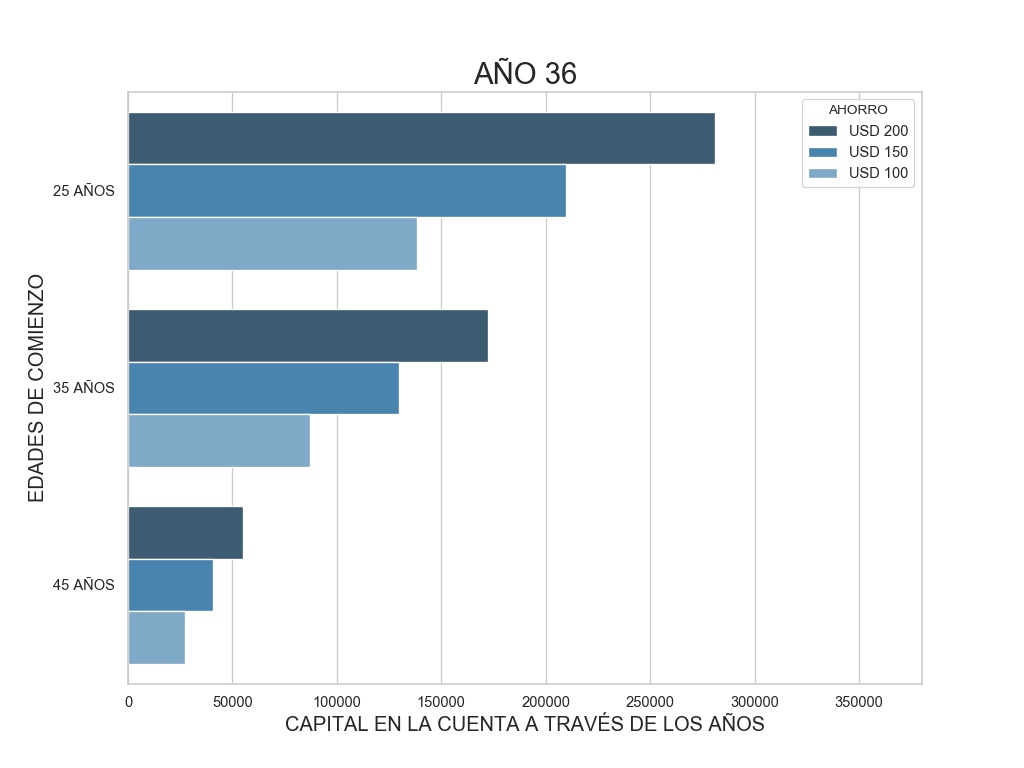 AÑO 36
AHORRO
USD 200
USD 150
USD 100
EDADES DE COMIENZO
25 AÑOS
35 AÑOS
45 AÑOS
0 50000 100000 150000 200000 250000 300000 350000
CAPITAL EN LA CUENTA A TRAVÉS DE LOS AÑOS